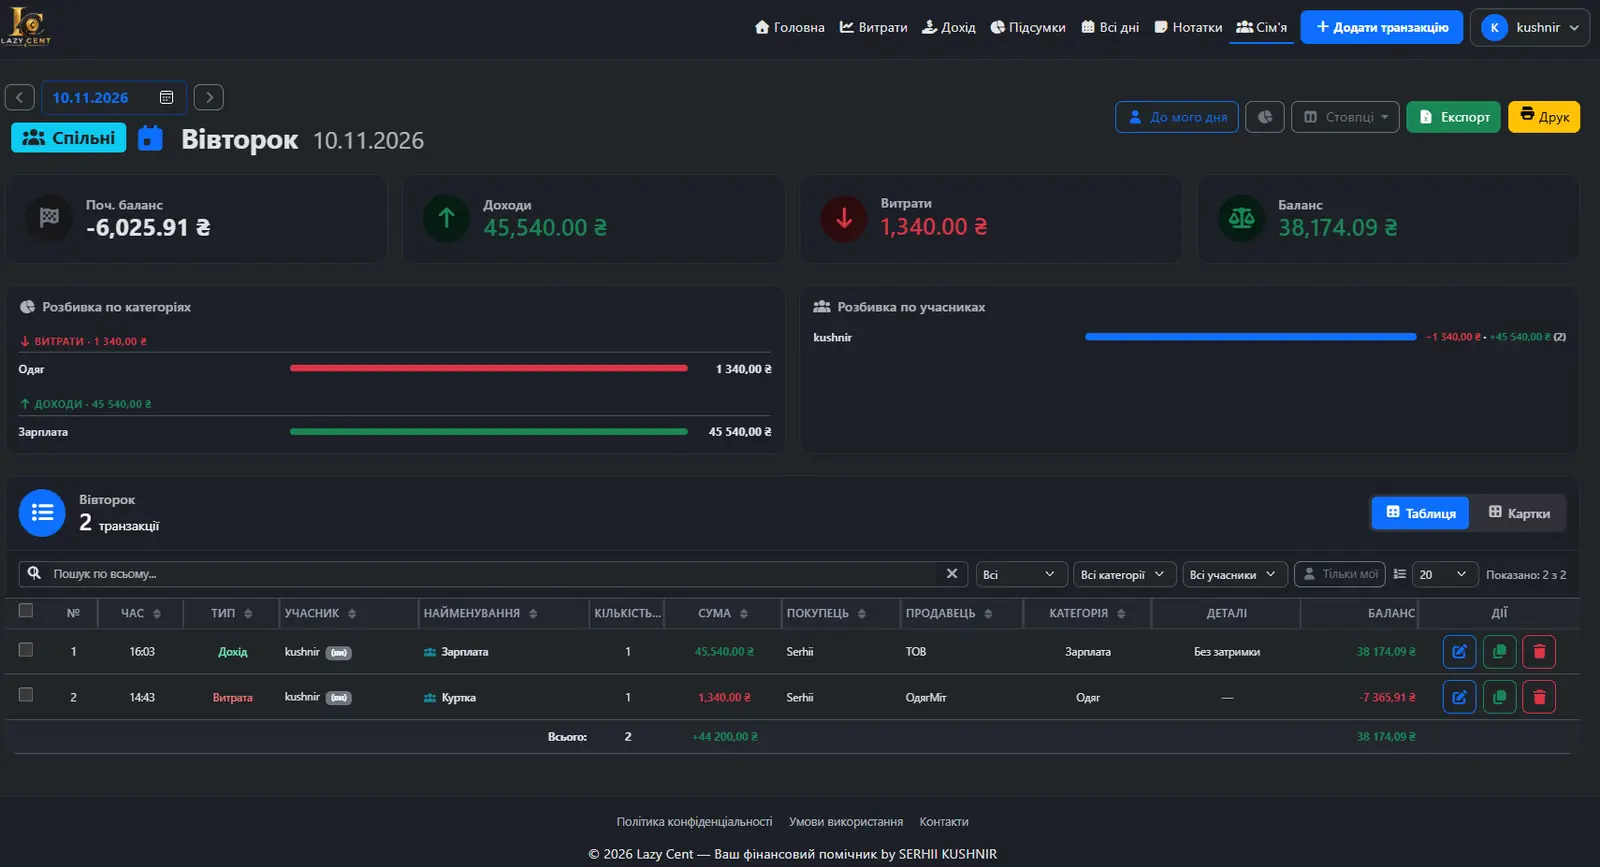 LAZY CENT
Головна Витрати Дохід Підсумки Всі дні Нотатки Сім'я + Додати транзакцію K kushnir
10.11.2026
До мого дня Стовпці Експорт Друк
Спільні Вівторок 10.11.2026
Поч. баланс
-6,025.91 ₴
Доходи
45,540.00 ₴
Витрати
1,340.00 ₴
Баланс
38,174.09 ₴
Розбивка по категоріях
ВИТРАТИ · 1 340,00 ₴
Одяг 1 340,00 ₴
ДОХОДИ · 45 540,00 ₴
Зарплата 45 540,00 ₴
Розбивка по учасниках
kushnir −1 340,00 ₴ • +45 540,00 ₴ (2)
Вівторок
2 транзакції
Таблиця Картки
Пошук по всьому... Всі Всі категорії Всі учасники Тільки мої 20 Показано: 2 з 2
№ ЧАС ТИП УЧАСНИК НАЙМЕНУВАННЯ КІЛЬКІСТЬ... СУМА ПОКУПЕЦЬ ПРОДАВЕЦЬ КАТЕГОРІЯ ДЕТАЛІ БАЛАНС ДІЇ
1 16:03 Дохід kushnir (ви) Зарплата 1 45,540.00 ₴ Serhii ТОВ Зарплата Без затримки 38 174,09 ₴
2 14:43 Витрата kushnir (ви) Куртка 1 1,340.00 ₴ Serhii ОдягМіт Одяг — -7 365,91 ₴
Всього: 2 +44 200,00 ₴ 38 174,09 ₴
Політика конфіденціальності Умови використання Контакти
© 2026 Lazy Cent — Ваш фінансовий помічник by SERHII KUSHNIR